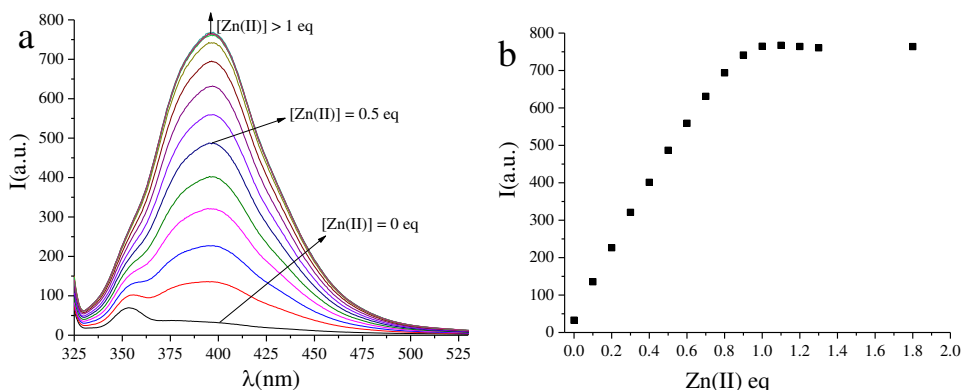 a
I(a.u.)
800
700
600
500
400
300
200
100
0
325 350 375 400 425 450 475 500 525
λ(nm)
[Zn(II)] > 1 eq
[Zn(II)] = 0.5 eq
[Zn(II)] = 0 eq
b
I(a.u.)
800
700
600
500
400
300
200
100
0
0.0 0.2 0.4 0.6 0.8 1.0 1.2 1.4 1.6 1.8 2.0
Zn(II) eq